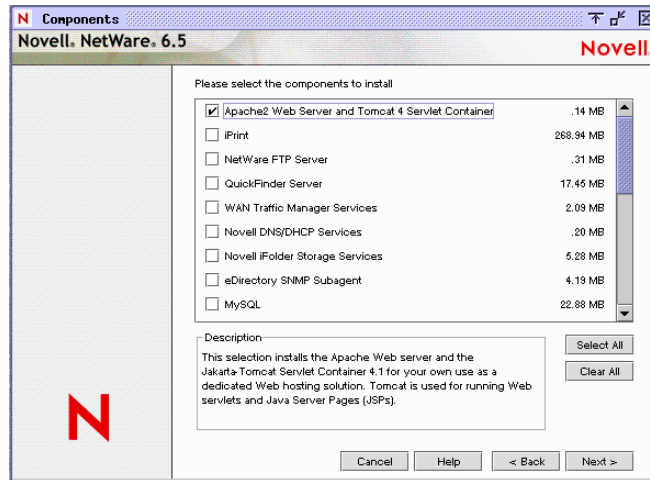 N Components
Novell. NetWare. 6.5
Novell.
Please select the components to install
Apache2 Web Server and Tomcat 4 Servlet Container .14 MB
iPrint 268.94 MB
NetWare FTP Server .31 MB
QuickFinder Server 17.45 MB
WAN Traffic Manager Services 2.09 MB
Novell DNS/DHCP Services .20 MB
Novell iFolder Storage Services 5.28 MB
eDirectory SNMP Subagent 4.19 MB
MySQL 22.88 MB
Description
This selection installs the Apache Web server and the
Jakarta-Tomcat Servlet Container 4.1 for your own use as a
dedicated Web hosting solution. Tomcat is used for running Web
servlets and Java Server Pages (JSPs).
Select All
Clear All
N
Cancel Help < Back Next >